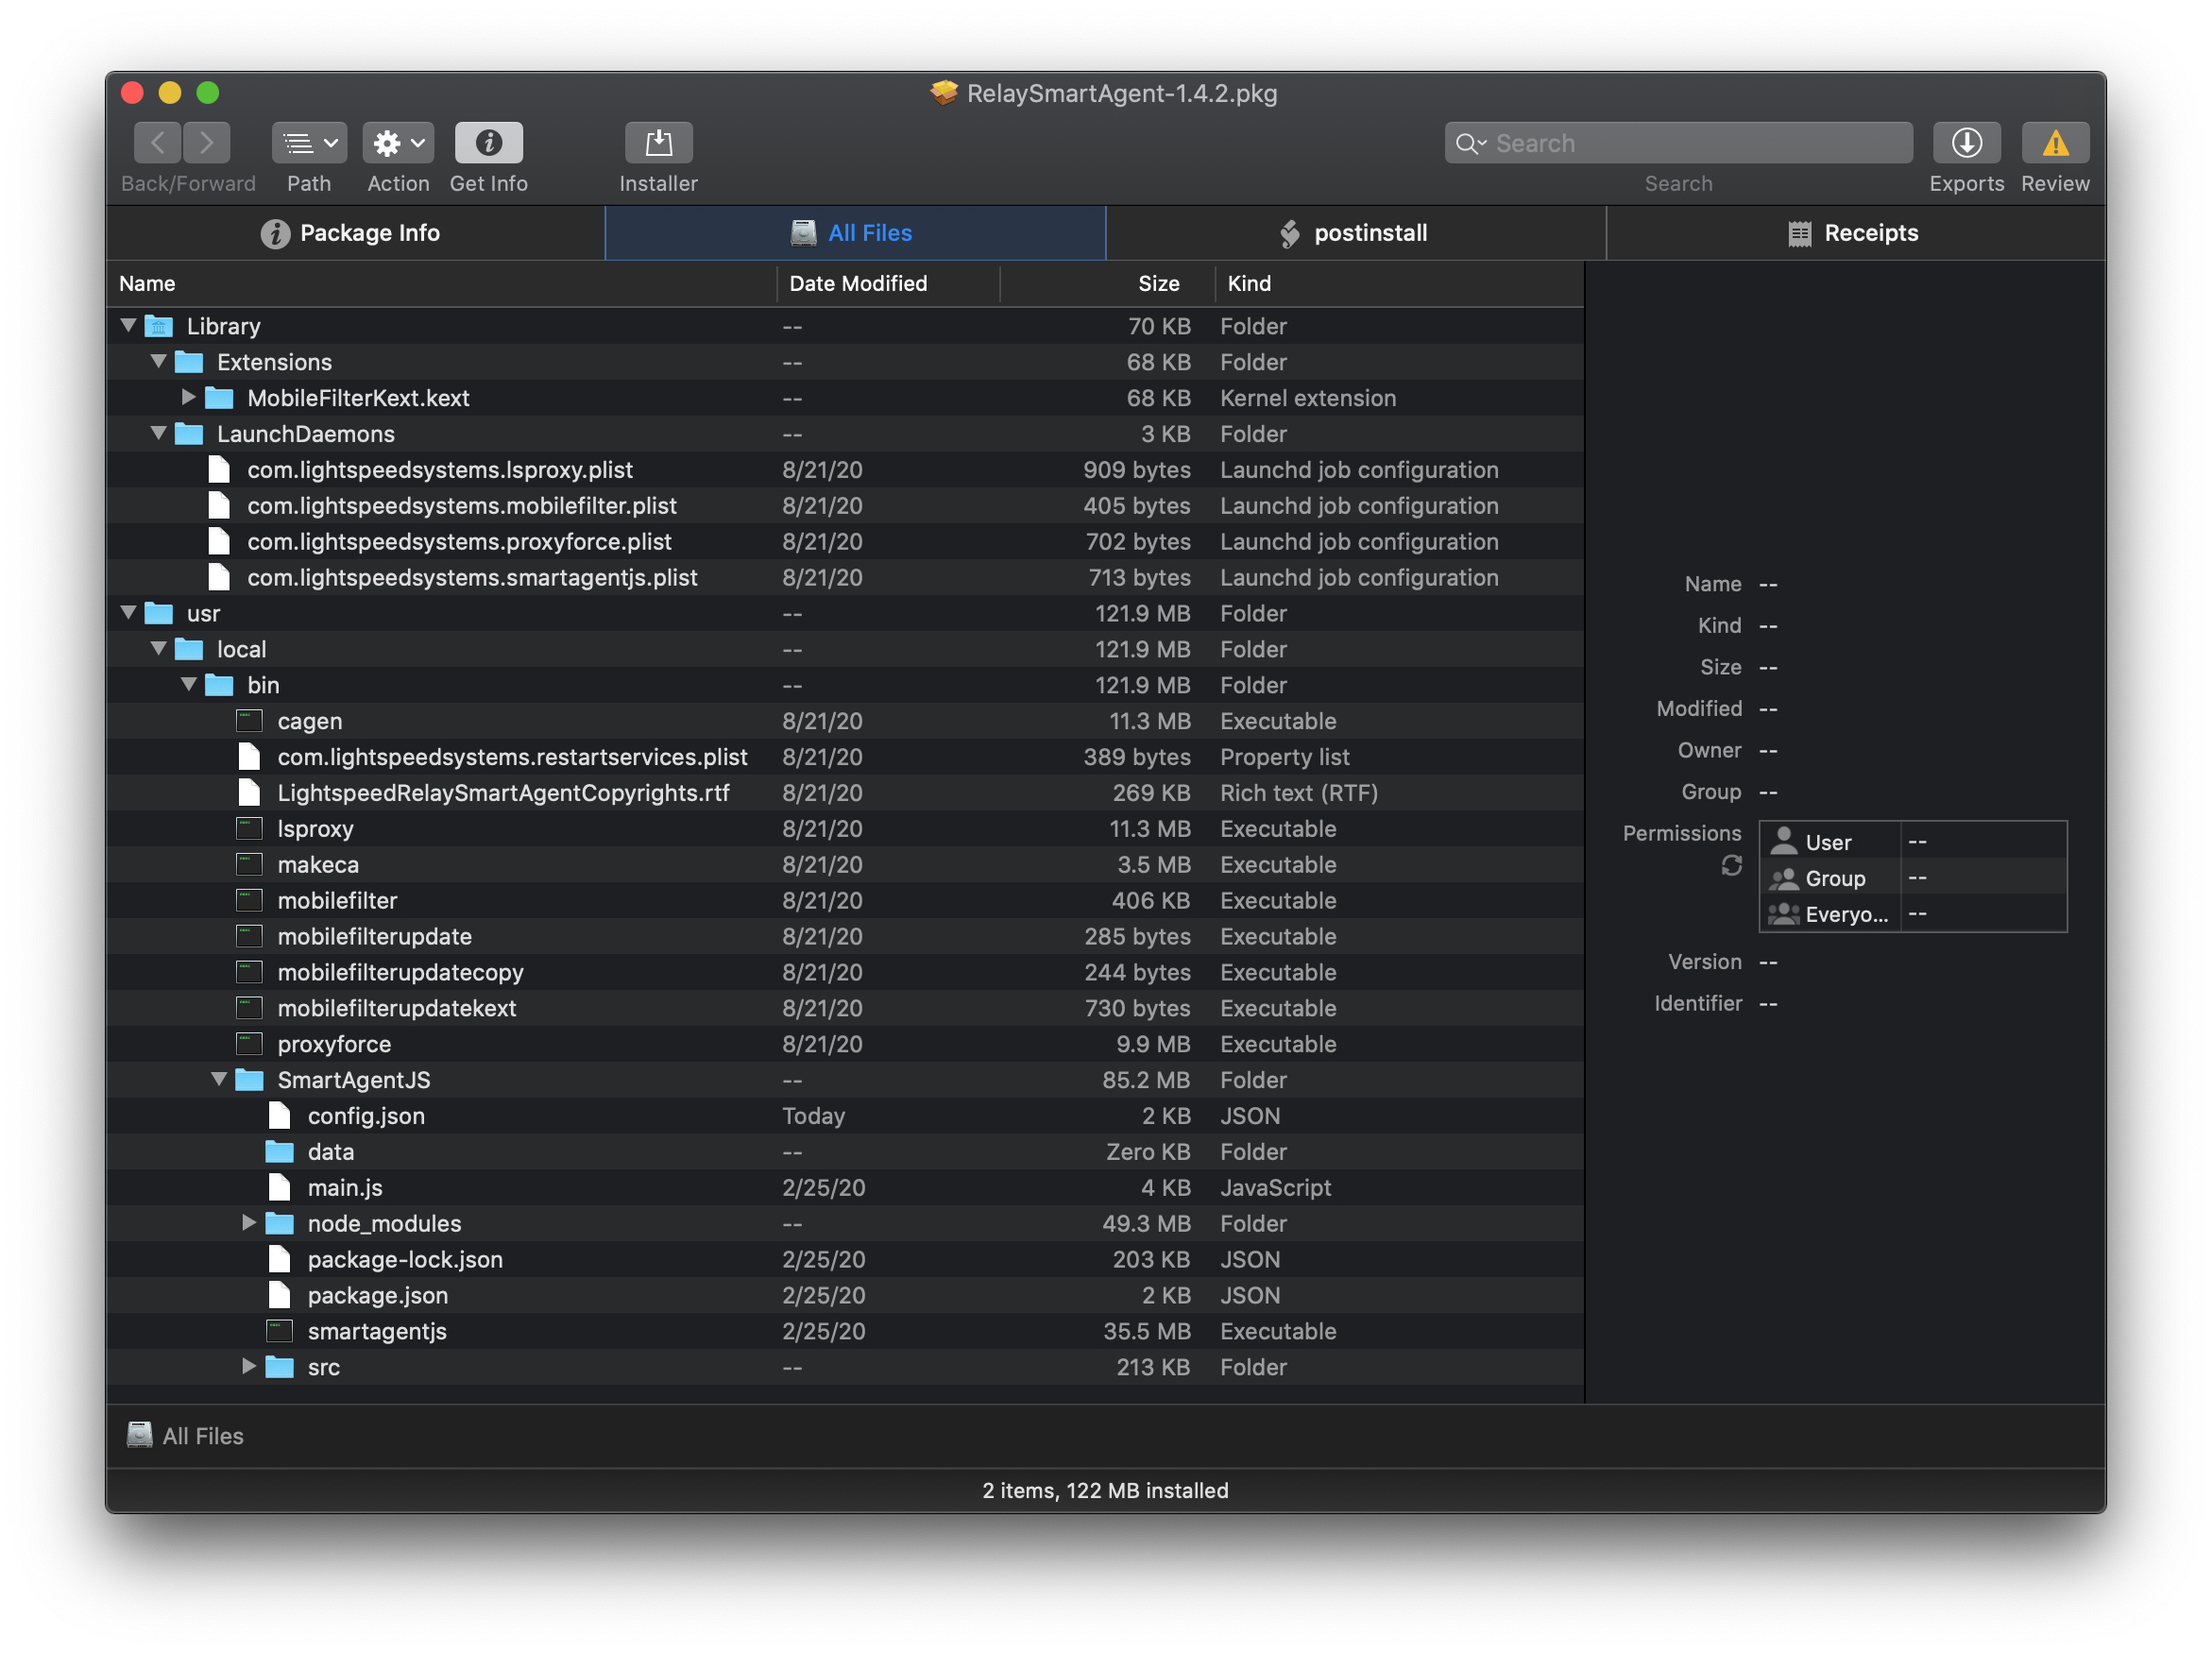 RelaySmartAgent-1.4.2.pkg
Search
Back/Forward Path Action Get Info Installer Search Exports Review
Package Info All Files postinstall Receipts
Name Date Modified Size Kind
Library -- 70 KB Folder
Extensions -- 68 KB Folder
MobileFilterKext.kext -- 68 KB Kernel extension
LaunchDaemons -- 3 KB Folder
com.lightspeedsystems.lsproxy.plist 8/21/20 909 bytes Launchd job configuration
com.lightspeedsystems.mobilefilter.plist 8/21/20 405 bytes Launchd job configuration
com.lightspeedsystems.proxyforce.plist 8/21/20 702 bytes Launchd job configuration
com.lightspeedsystems.smartagentjs.plist 8/21/20 713 bytes Launchd job configuration
usr -- 121.9 MB Folder
local -- 121.9 MB Folder
bin -- 121.9 MB Folder
cagen 8/21/20 11.3 MB Executable
com.lightspeedsystems.restartservices.plist 8/21/20 389 bytes Property list
LightspeedRelaySmartAgentCopyrights.rtf 8/21/20 269 KB Rich text (RTF)
lsproxy 8/21/20 11.3 MB Executable
makeca 8/21/20 3.5 MB Executable
mobilefilter 8/21/20 406 KB Executable
mobilefilterupdate 8/21/20 285 bytes Executable
mobilefilterupdatecopy 8/21/20 244 bytes Executable
mobilefilterupdatekext 8/21/20 730 bytes Executable
proxyforce 8/21/20 9.9 MB Executable
SmartAgentJS -- 85.2 MB Folder
config.json Today 2 KB JSON
data -- Zero KB Folder
main.js 2/25/20 4 KB JavaScript
node_modules -- 49.3 MB Folder
package-lock.json 2/25/20 203 KB JSON
package.json 2/25/20 2 KB JSON
smartagentjs 2/25/20 35.5 MB Executable
src -- 213 KB Folder
Name --
Kind --
Size --
Modified --
Owner --
Group --
Permissions
User --
Group --
Everyo... --
Version --
Identifier --
All Files
2 items, 122 MB installed